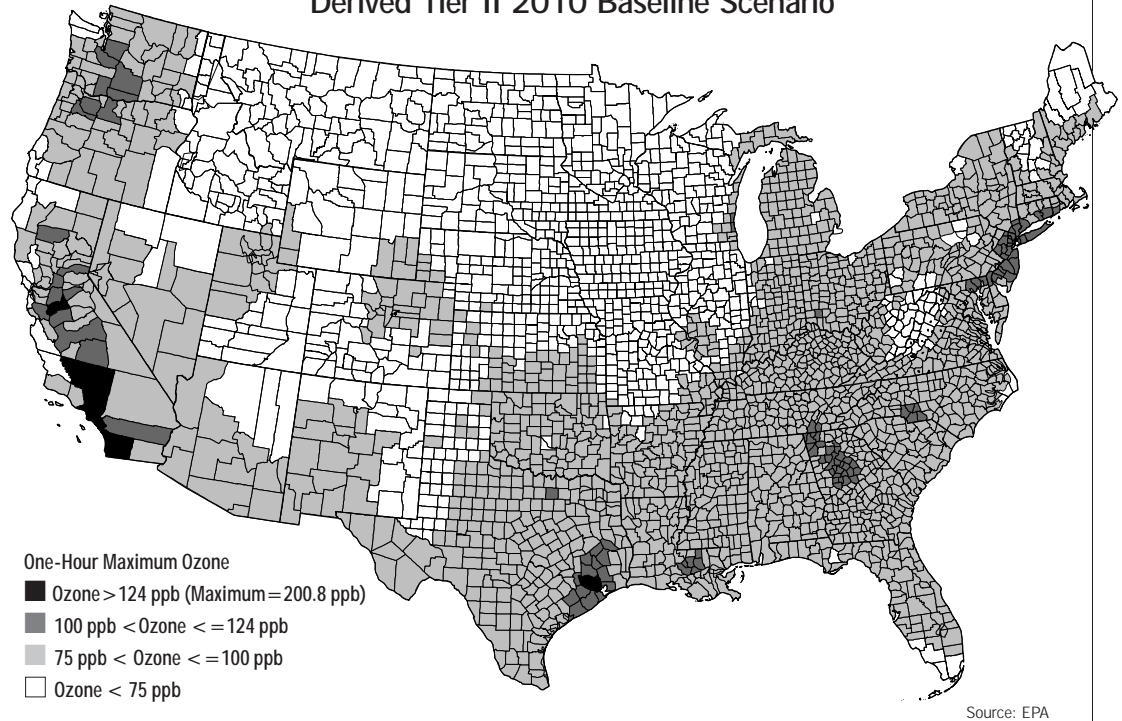 Derived Tier II 2010 Baseline Scenario
One-Hour Maximum Ozone
Ozone>124 ppb (Maximum=200.8 ppb)
100 ppb <Ozone <=124 ppb
75 ppb < Ozone <=100 ppb
Ozone < 75 ppb
Source: EPA